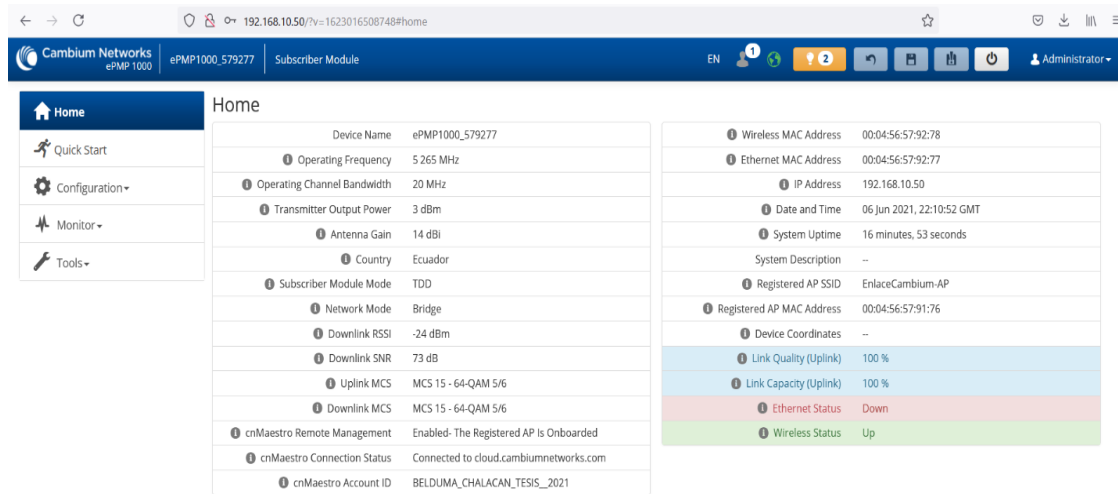 192.168.10.50/?v=1623016508748#home
Cambium Networks
ePMP 1000
ePMP1000_579277
Subscriber Module
EN
1
2
Administrator
Home
Quick Start
Configuration
Monitor
Tools
Home
Device Name ePMP1000_579277
Operating Frequency 5 265 MHz
Operating Channel Bandwidth 20 MHz
Transmitter Output Power 3 dBm
Antenna Gain 14 dBi
Country Ecuador
Subscriber Module Mode TDD
Network Mode Bridge
Downlink RSSI -24 dBm
Downlink SNR 73 dB
Uplink MCS MCS 15 - 64-QAM 5/6
Downlink MCS MCS 15 - 64-QAM 5/6
cnMaestro Remote Management Enabled- The Registered AP Is Onboarded
cnMaestro Connection Status Connected to cloud.cambiumnetworks.com
cnMaestro Account ID BELDUMA_CHALACAN_TESIS__2021
Wireless MAC Address 00:04:56:57:92:78
Ethernet MAC Address 00:04:56:57:92:77
IP Address 192.168.10.50
Date and Time 06 Jun 2021, 22:10:52 GMT
System Uptime 16 minutes, 53 seconds
System Description --
Registered AP SSID EnlaceCambium-AP
Registered AP MAC Address 00:04:56:57:91:76
Device Coordinates --
Link Quality (Uplink) 100 %
Link Capacity (Uplink) 100 %
Ethernet Status Down
Wireless Status Up